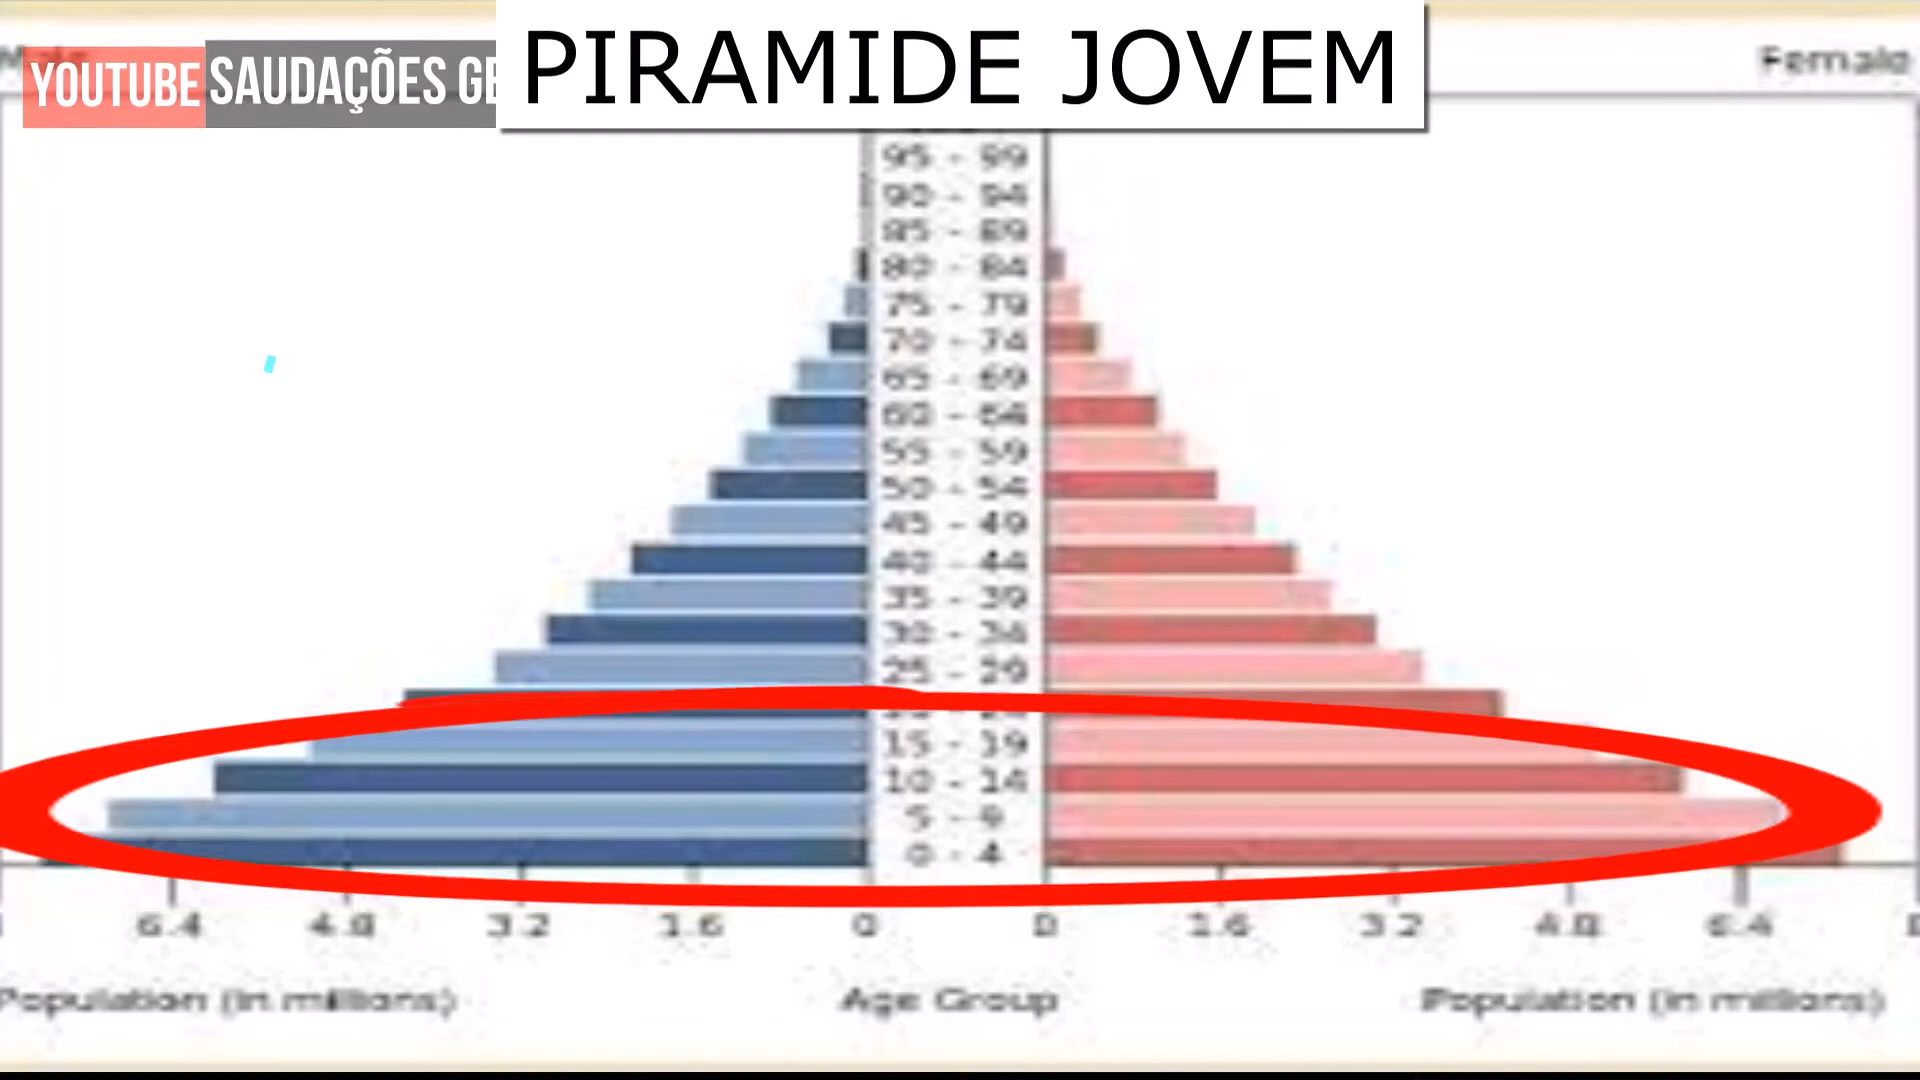 PIRAMIDE JOVEM
YOUTUBE SAUDAÇÕES GE
Female
95 - 99
90 - 94
85 - 89
80 - 84
75 - 79
70 - 74
65 - 69
60 - 64
55 - 59
50 - 54
45 - 49
40 - 44
35 - 39
30 - 34
25 - 29
15 - 19
10 - 14
5 - 9
0 - 4
6.4 4.8 3.2 1.6 0 0 1.6 3.2 4.8 6.4
Population (in millions) Age Group Population (in millions)